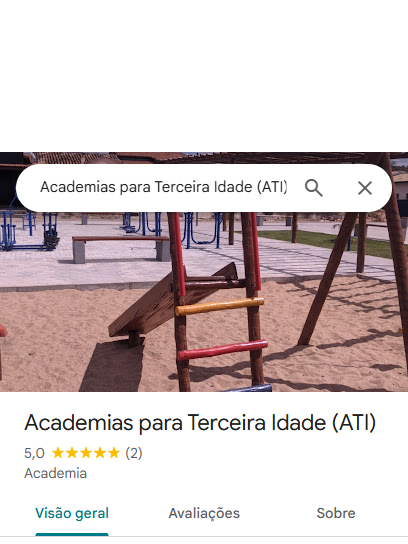 Academias para Terceira Idade (ATI)
Academias para Terceira Idade (ATI)
5,0 ★★★★★ (2)
Academia
Visão geral Avaliações Sobre